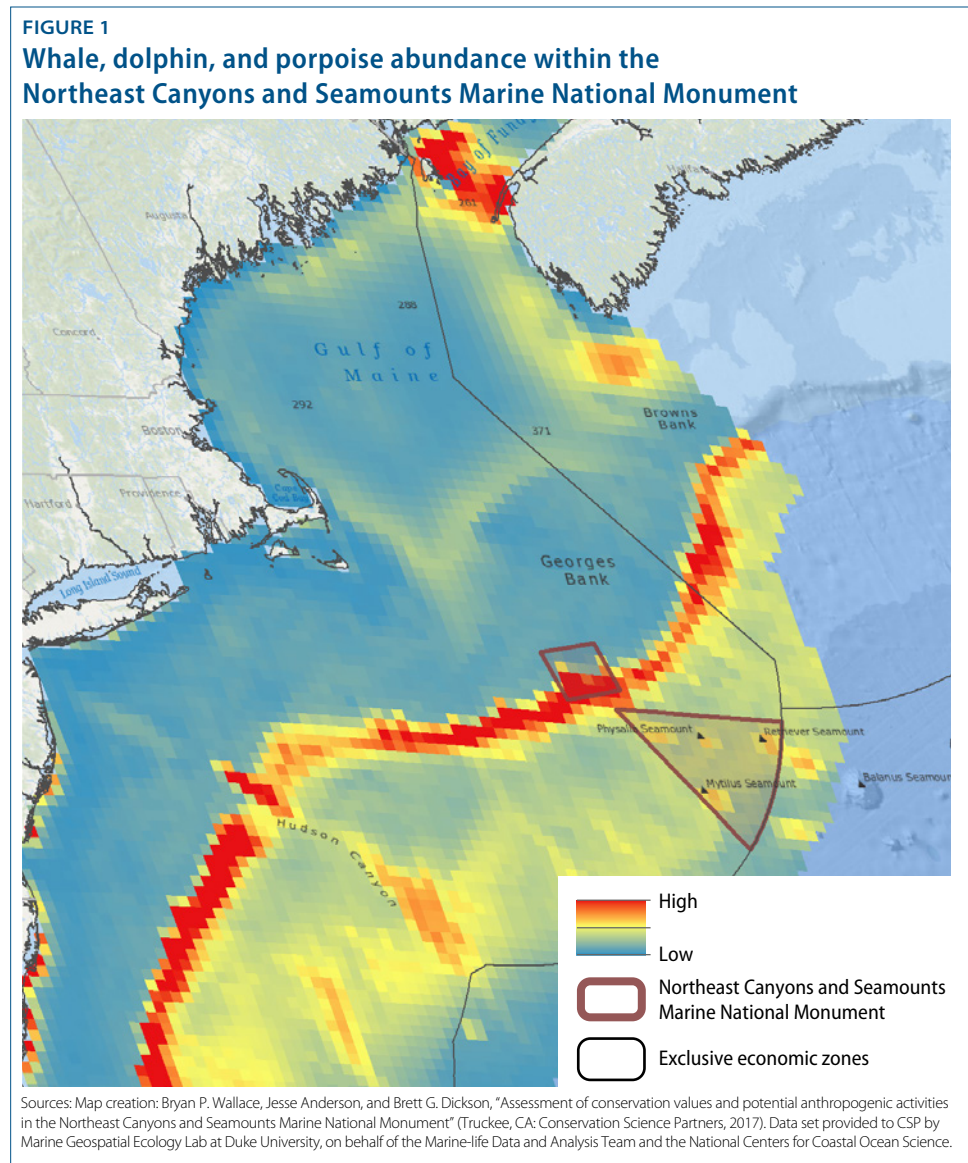 FIGURE 1
Whale, dolphin, and porpoise abundance within the
Northeast Canyons and Seamounts Marine National Monument
Bay of Fundy
Halifax
281
Augusta
288
Concord
Gulf of
Maine
292
Browns
Bank
371
Boston
Cape
Cod Bay
Hartford
Providence
Georges
Bank
Long Island Sound
Physalia Seamount
Retriever Seamount
Mytilus Seamount
Balanus Seamoun
Hudson Canyon
High
Low
Northeast Canyons and Seamounts
Marine National Monument
Exclusive economic zones
Sources: Map creation: Bryan P. Wallace, Jesse Anderson, and Brett G. Dickson, "Assessment of conservation values and potential anthropogenic activities
in the Northeast Canyons and Seamounts Marine National Monument" (Truckee, CA: Conservation Science Partners, 2017). Data set provided to CSP by
Marine Geospatial Ecology Lab at Duke University, on behalf of the Marine-life Data and Analysis Team and the National Centers for Coastal Ocean Science.